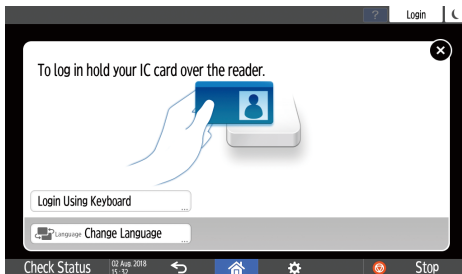 ? Login
To log in hold your IC card over the reader.
Login Using Keyboard ...
Language Change Language ...
Check Status 02 Aug. 2018 Stop
15:32